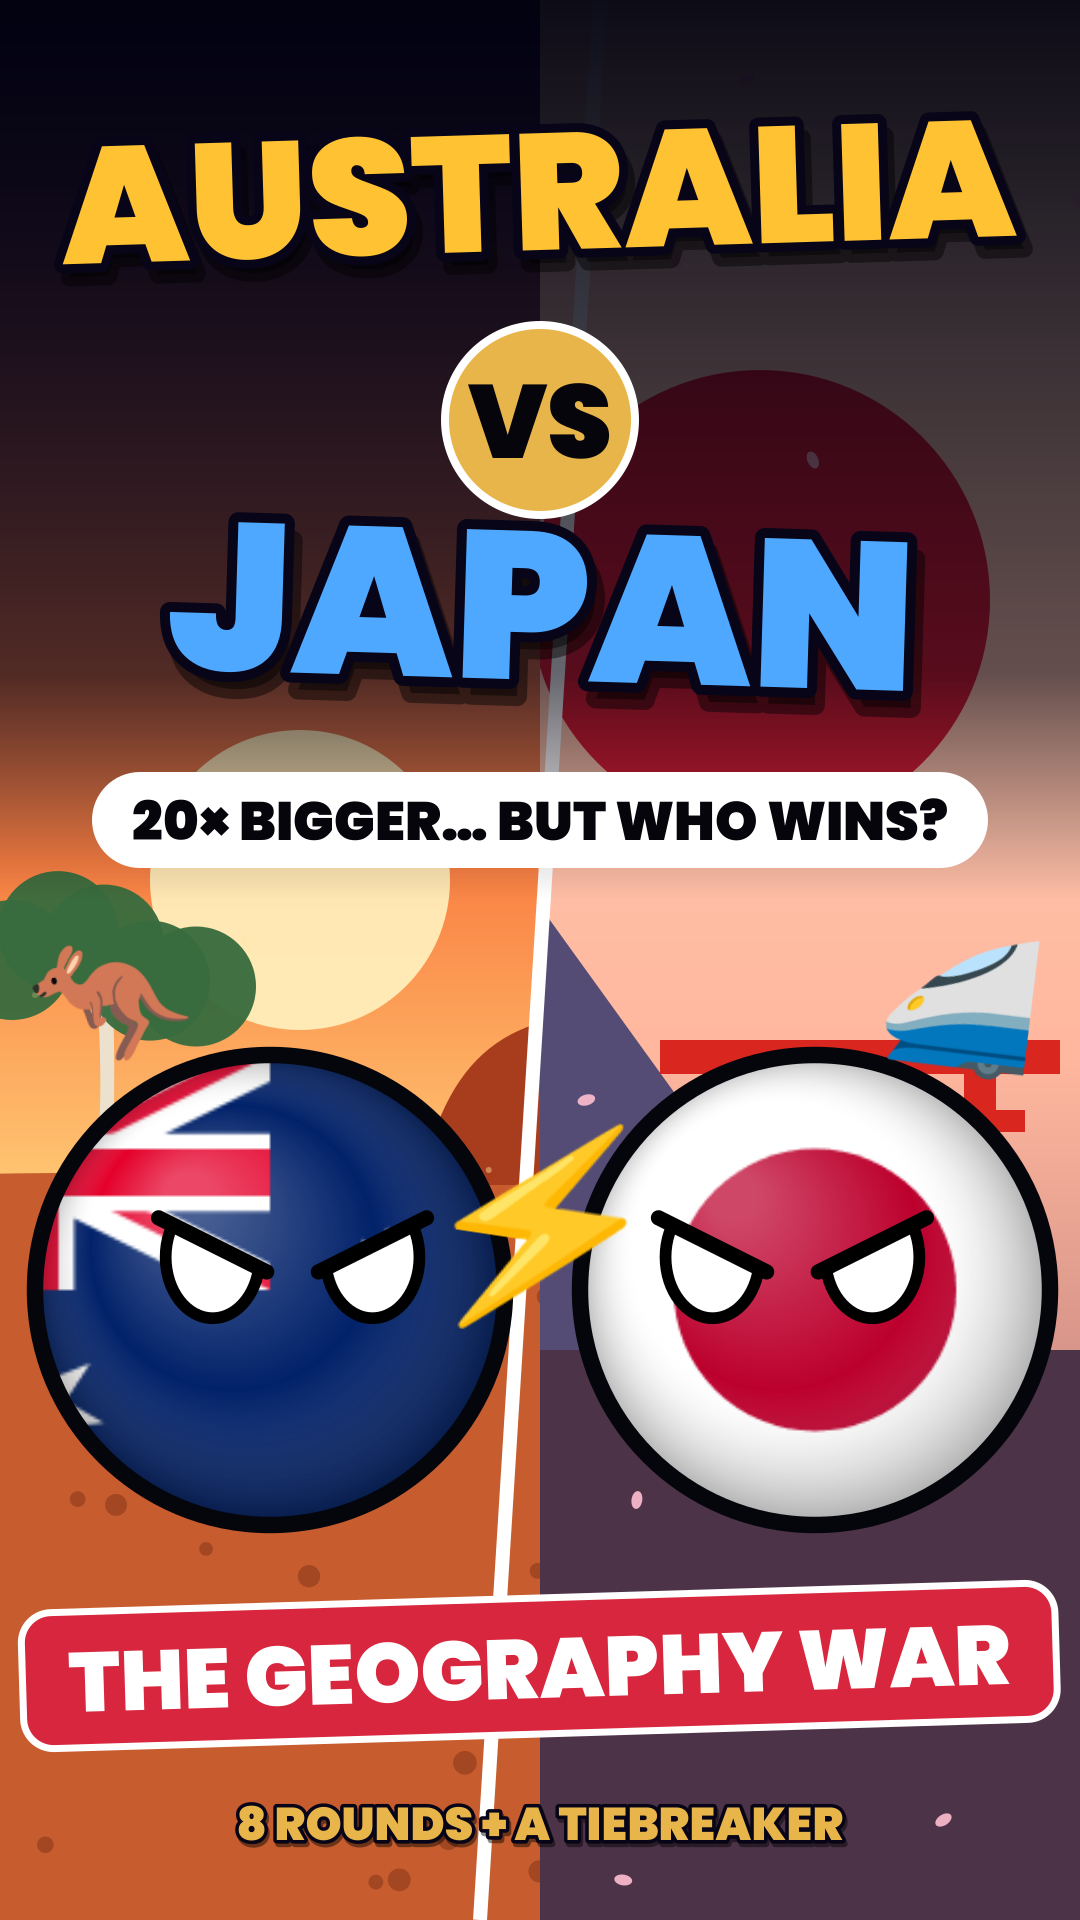 AUSTRALIA
VS
JAPAN
20× BIGGER... BUT WHO WINS?
THE GEOGRAPHY WAR
8 ROUNDS + A TIEBREAKER